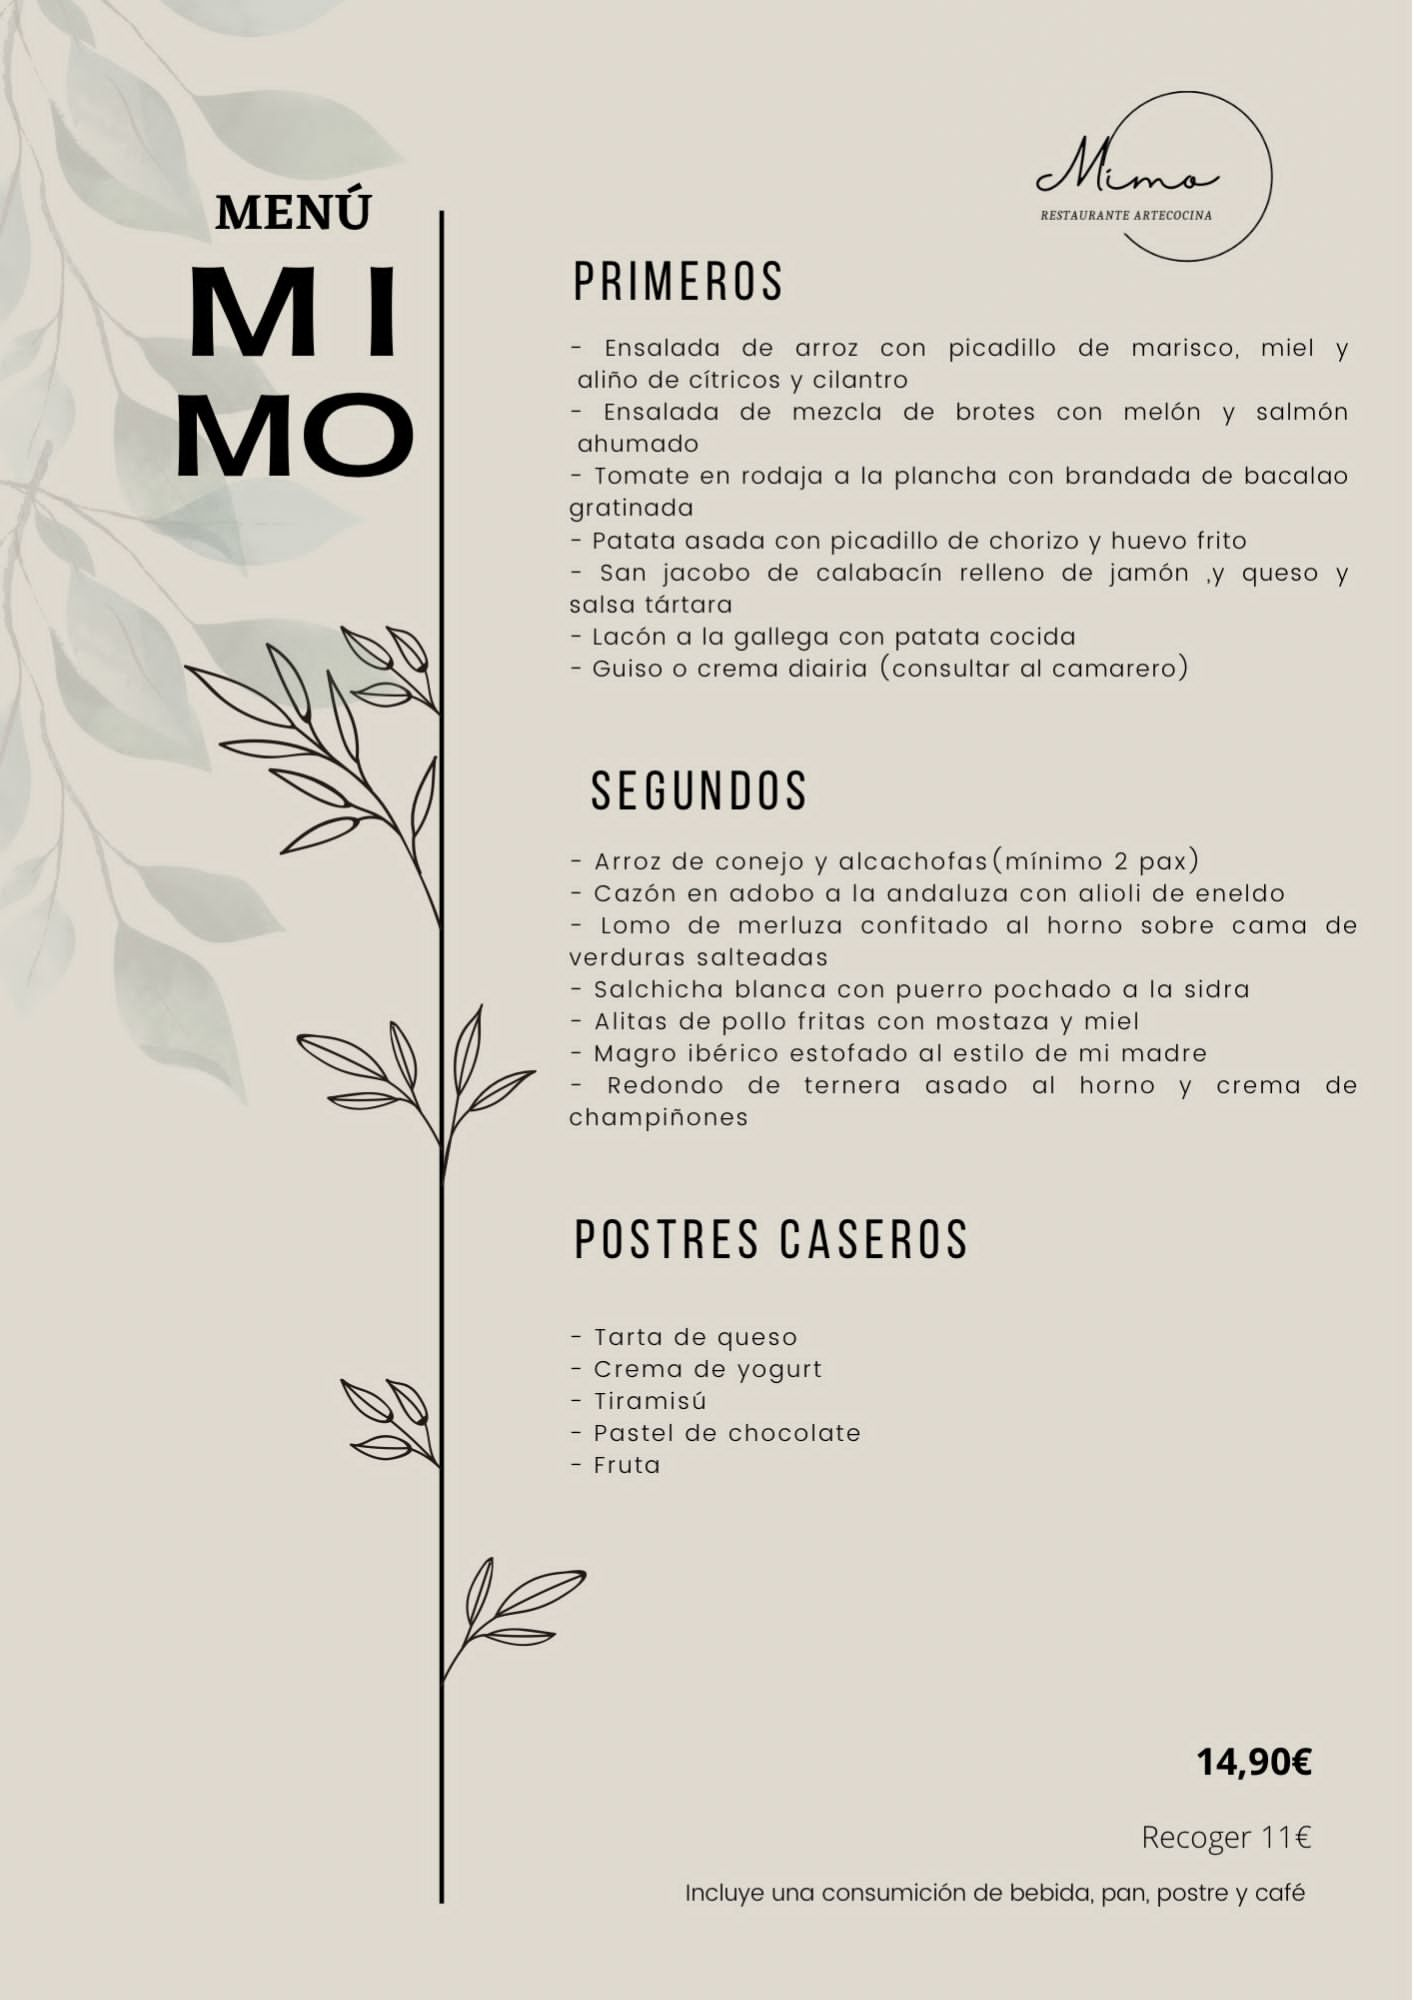 MENÚ
MI
MO
Mimo
RESTAURANTE ARTECOCINA
PRIMEROS
- Ensalada de arroz con picadillo de marisco, miel y
aliño de cítricos y cilantro
- Ensalada de mezcla de brotes con melón y salmón
ahumado
- Tomate en rodaja a la plancha con brandada de bacalao
gratinada
- Patata asada con picadillo de chorizo y huevo frito
- San jacobo de calabacín relleno de jamón ,y queso y
salsa tártara
- Lacón a la gallega con patata cocida
- Guiso o crema diairia (consultar al camarero)
SEGUNDOS
- Arroz de conejo y alcachofas(mínimo 2 pax)
- Cazón en adobo a la andaluza con alioli de eneldo
- Lomo de merluza confitado al horno sobre cama de
verduras salteadas
- Salchicha blanca con puerro pochado a la sidra
- Alitas de pollo fritas con mostaza y miel
- Magro ibérico estofado al estilo de mi madre
- Redondo de ternera asado al horno y crema de
champiñones
POSTRES CASEROS
- Tarta de queso
- Crema de yogurt
- Tiramisú
- Pastel de chocolate
- Fruta
14,90€
Recoger 11€
Incluye una consumición de bebida, pan, postre y café